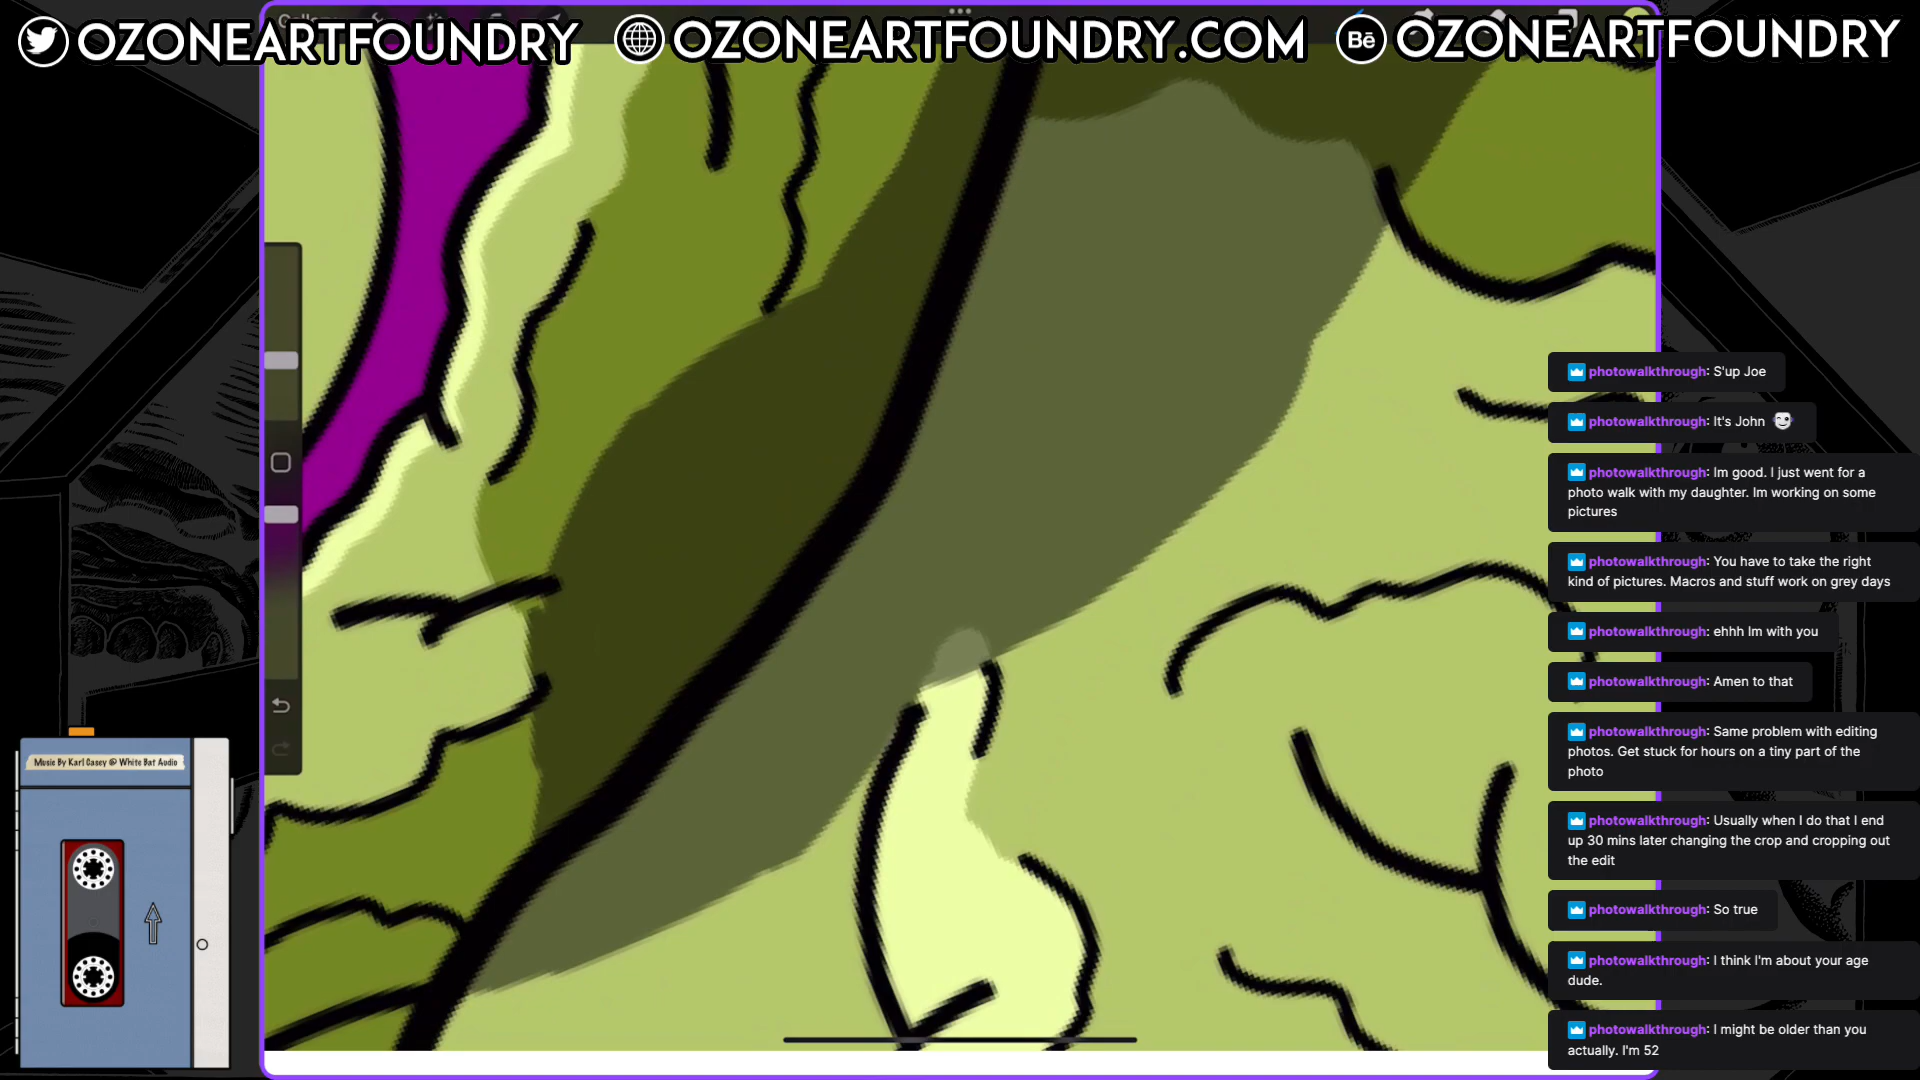 OZONEARTFOUNDRY
OZONEARTFOUNDRY.COM
Bē OZONEARTFOUNDRY
photowalkthrough: S'up Joe
photowalkthrough: It's John
photowalkthrough: Im good. I just went for a
photo walk with my daughter. Im working on some
pictures
photowalkthrough: You have to take the right
kind of pictures. Macros and stuff work on grey days
photowalkthrough: ehhh Im with you
photowalkthrough: Amen to that
photowalkthrough: Same problem with editing
photos. Get stuck for hours on a tiny part of the
photo
photowalkthrough: Usually when I do that I end
up 30 mins later changing the crop and cropping out
the edit
photowalkthrough: So true
photowalkthrough: I think I'm about your age
dude.
photowalkthrough: I might be older than you
actually. I'm 52
Music By Karl Casey @ White Bat Audio